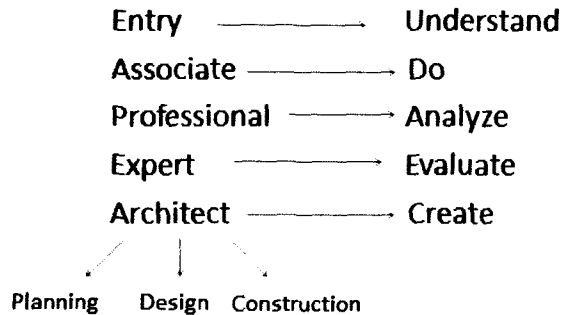 Entry Understand
Associate Do
Professional Analyze
Expert Evaluate
Architect Create
Planning Design Construction